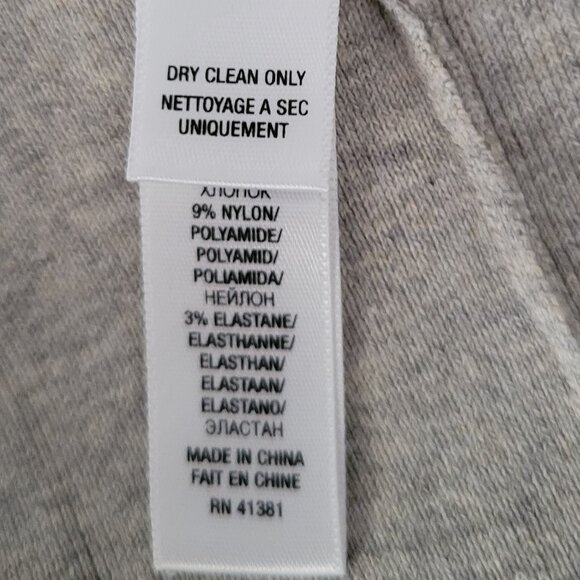 DRY CLEAN ONLY
NETTOYAGE A SEC
UNIQUEMENT
ХЛОПОК
9% NYLON/
POLYAMIDE/
POLYAMID/
POLIAMIDA/
НЕЙЛОН
3% ELASTANE/
ELASTHANNE/
ELASTHAN/
ELASTAAN/
ELASTANO/
ЭЛАСТАН
MADE IN CHINA
FAIT EN CHINE
RN 41381